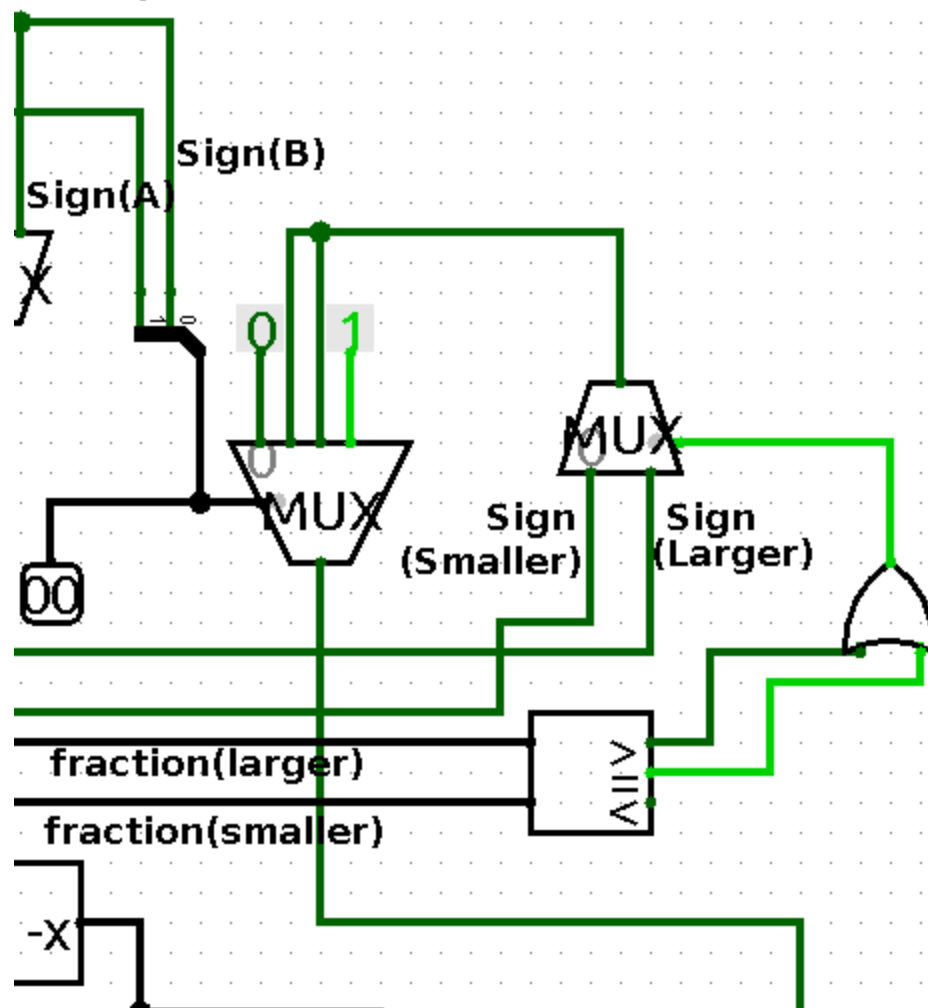 Sign(B)
Sign(A)
X
1 0
0 1
0
MUX
MUX
0
Sign
(Smaller)
Sign
(Larger)
00
fraction(larger)
fraction(smaller)
>
=
<
-X